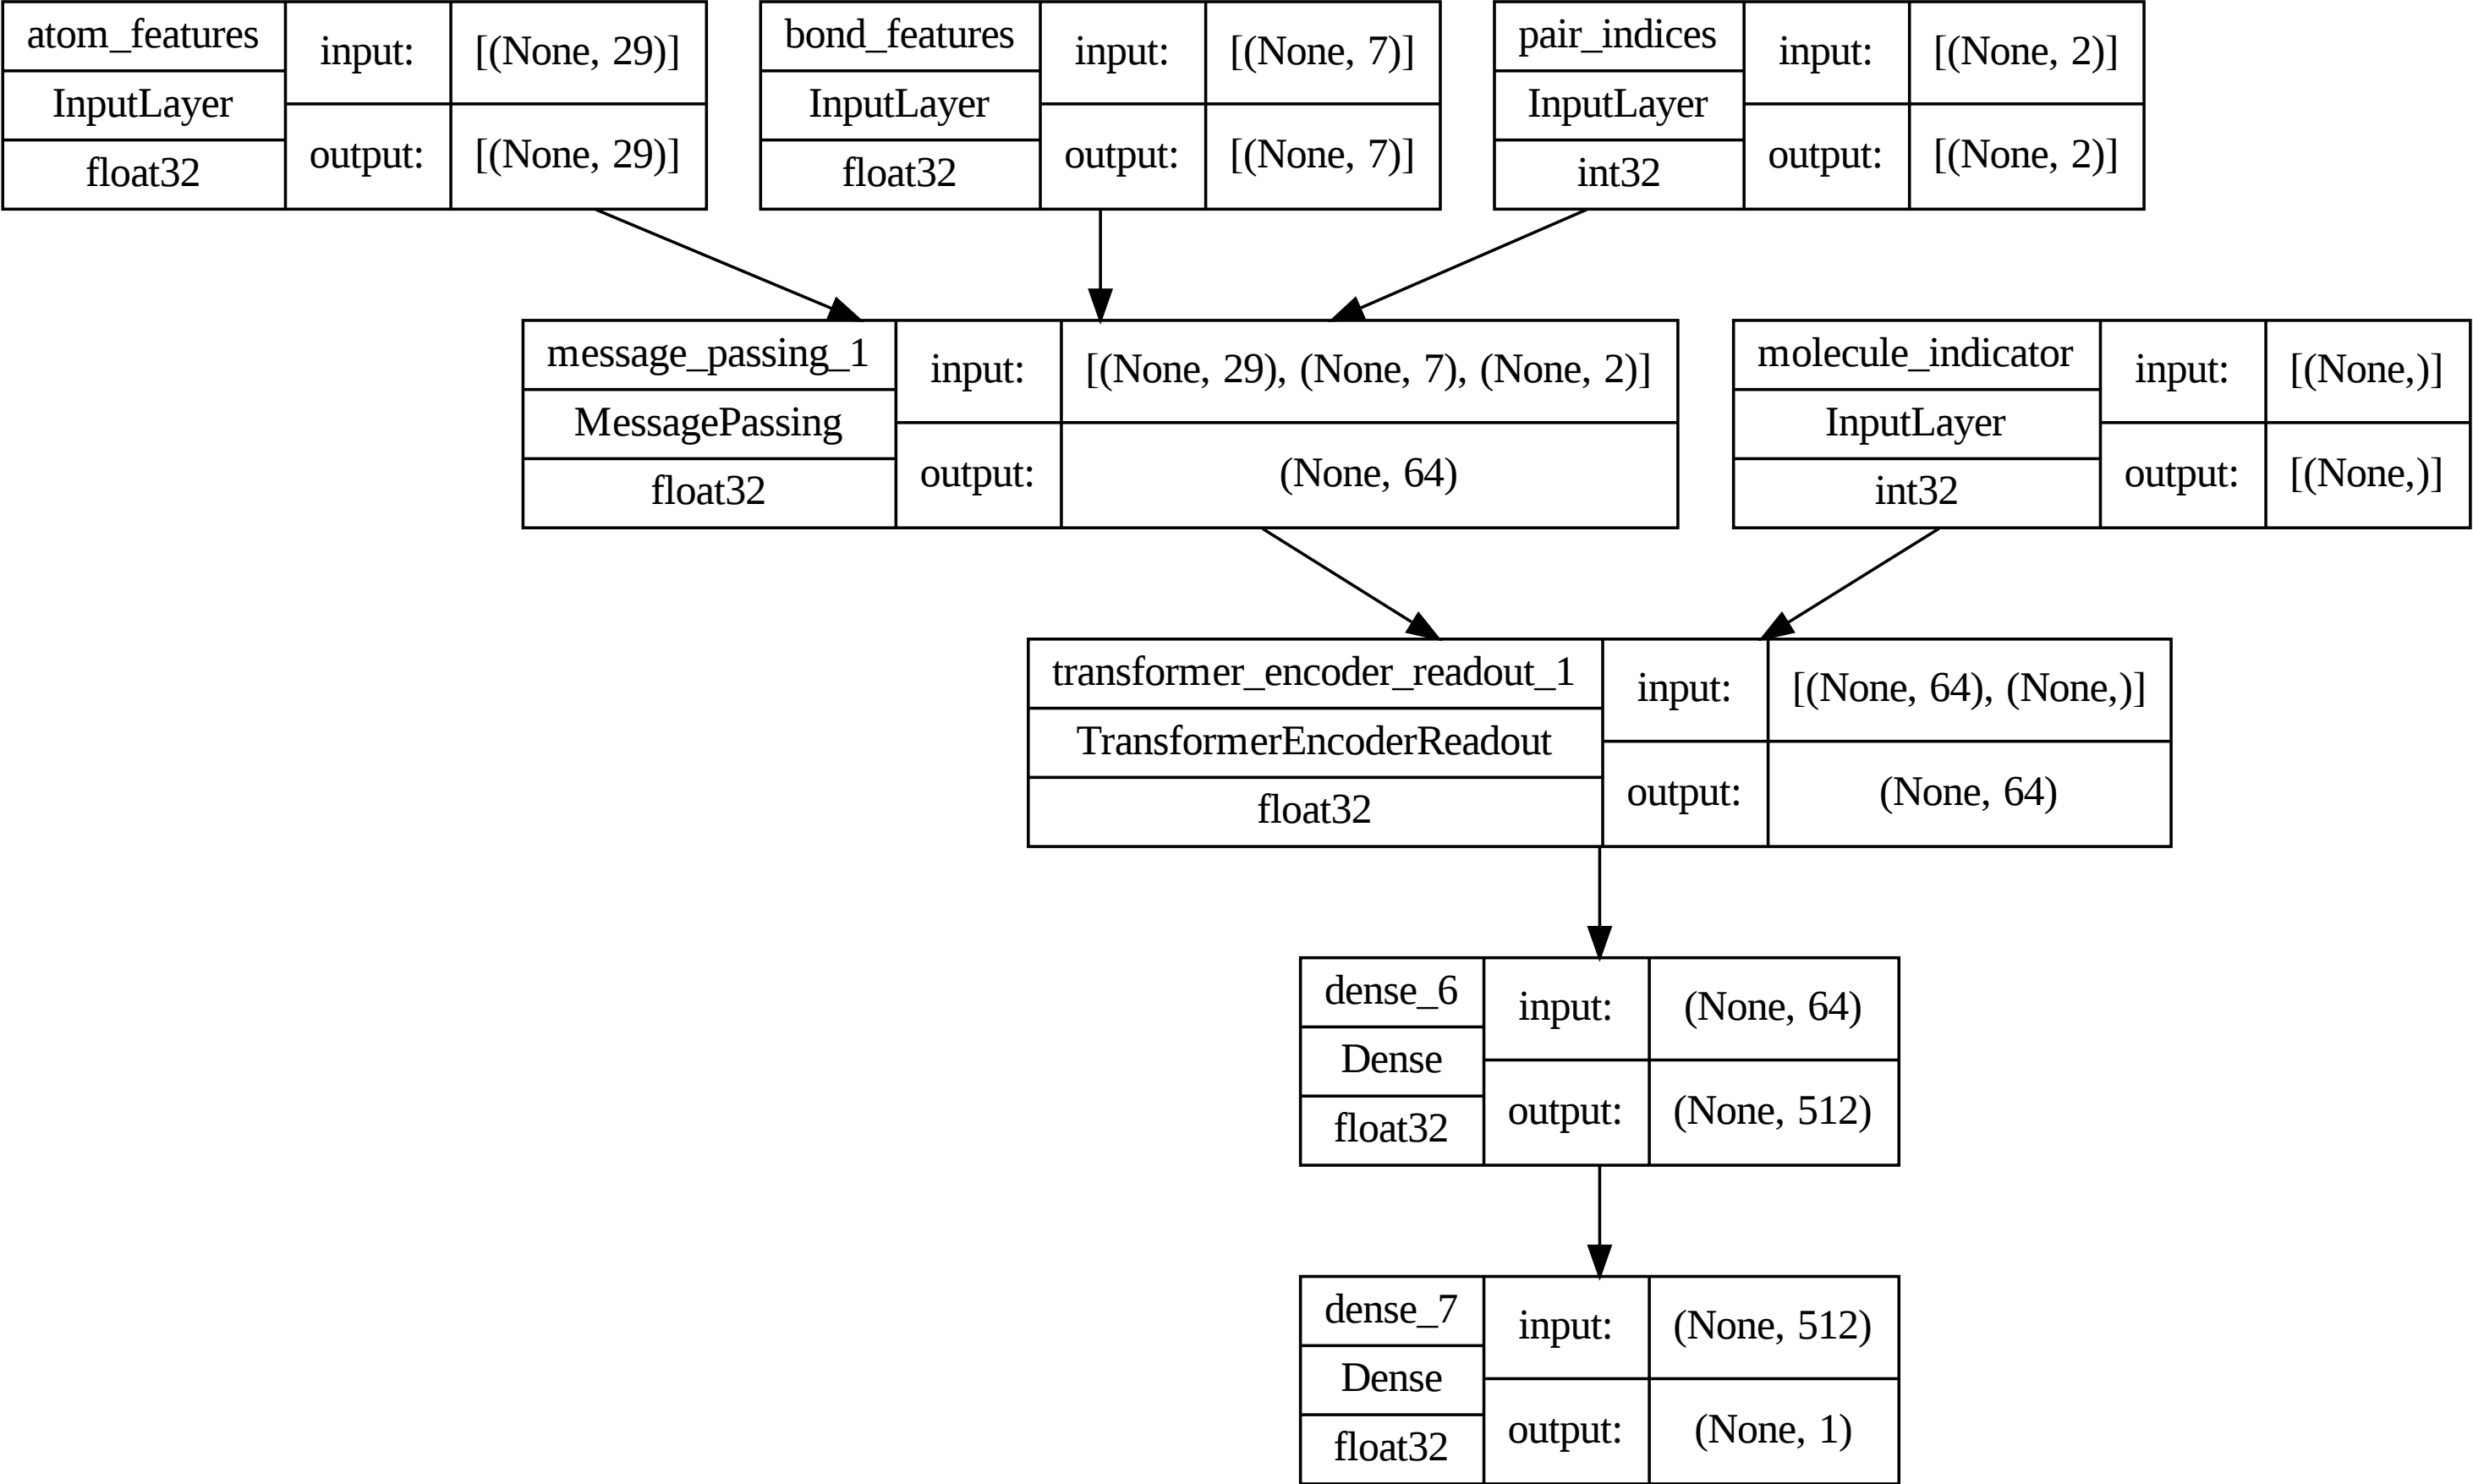 atom_features
InputLayer
float32
input:
[(None, 29)]
output:
[(None, 29)]
bond_features
InputLayer
float32
input:
[(None, 7)]
output:
[(None, 7)]
pair_indices
InputLayer
int32
input:
[(None, 2)]
output:
[(None, 2)]
message_passing_1
MessagePassing
float32
input:
[(None, 29), (None, 7), (None, 2)]
output:
(None, 64)
molecule_indicator
InputLayer
int32
input:
[(None,)]
output:
[(None,)]
transformer_encoder_readout_1
TransformerEncoderReadout
float32
input:
[(None, 64), (None,)]
output:
(None, 64)
dense_6
Dense
float32
input:
(None, 64)
output:
(None, 512)
dense_7
Dense
float32
input:
(None, 512)
output:
(None, 1)